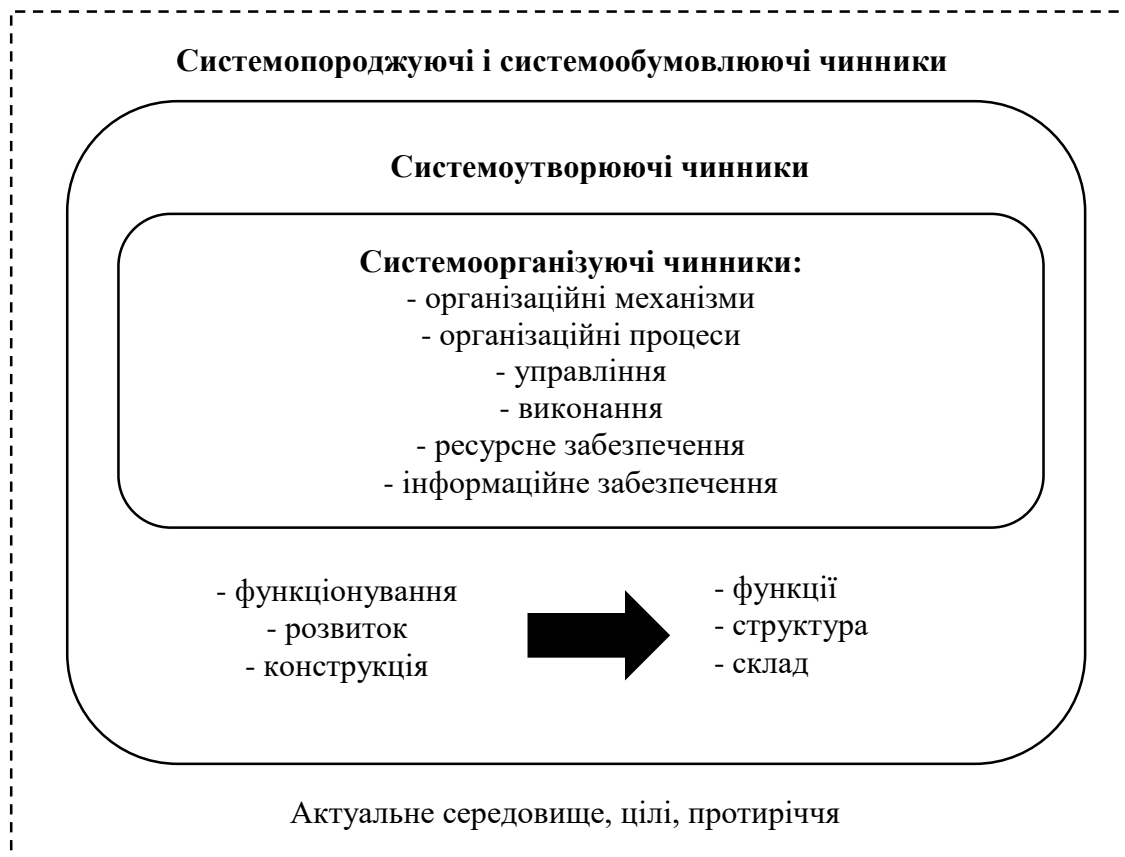 Системопороджуючі і системообумовлюючі чинники
Системоутворюючі чинники
Системоорганізуючі чинники:
- організаційні механізми
- організаційні процеси
- управління
- виконання
- ресурсне забезпечення
- інформаційне забезпечення
- функціонування
- розвиток
- конструкція
- функції
- структура
- склад
Актуальне середовище, цілі, протиріччя